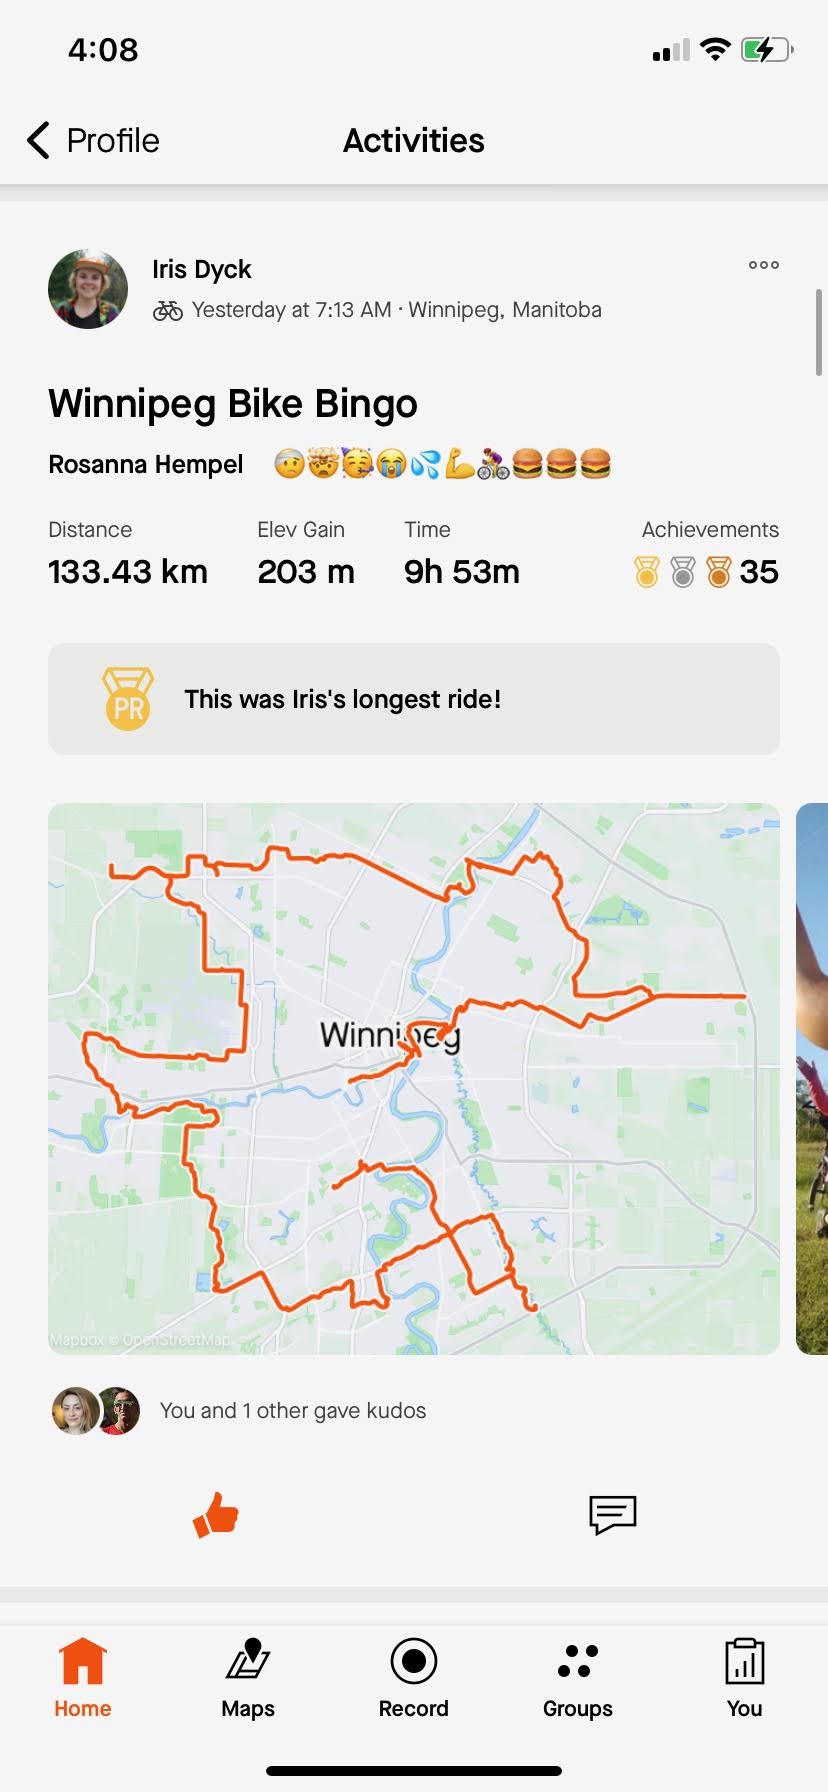 4:08
Profile
Activities
Iris Dyck
Yesterday at 7:13 AM · Winnipeg, Manitoba
Winnipeg Bike Bingo
Rosanna Hempel 🤕🤯🥳😭💦💪🚴‍♀️🍔🍔🍔
Distance Elev Gain Time Achievements
133.43 km 203 m 9h 53m 35
PR This was Iris's longest ride!
Winnipeg
Mapbox © OpenStreetMap
You and 1 other gave kudos
Home Maps Record Groups You